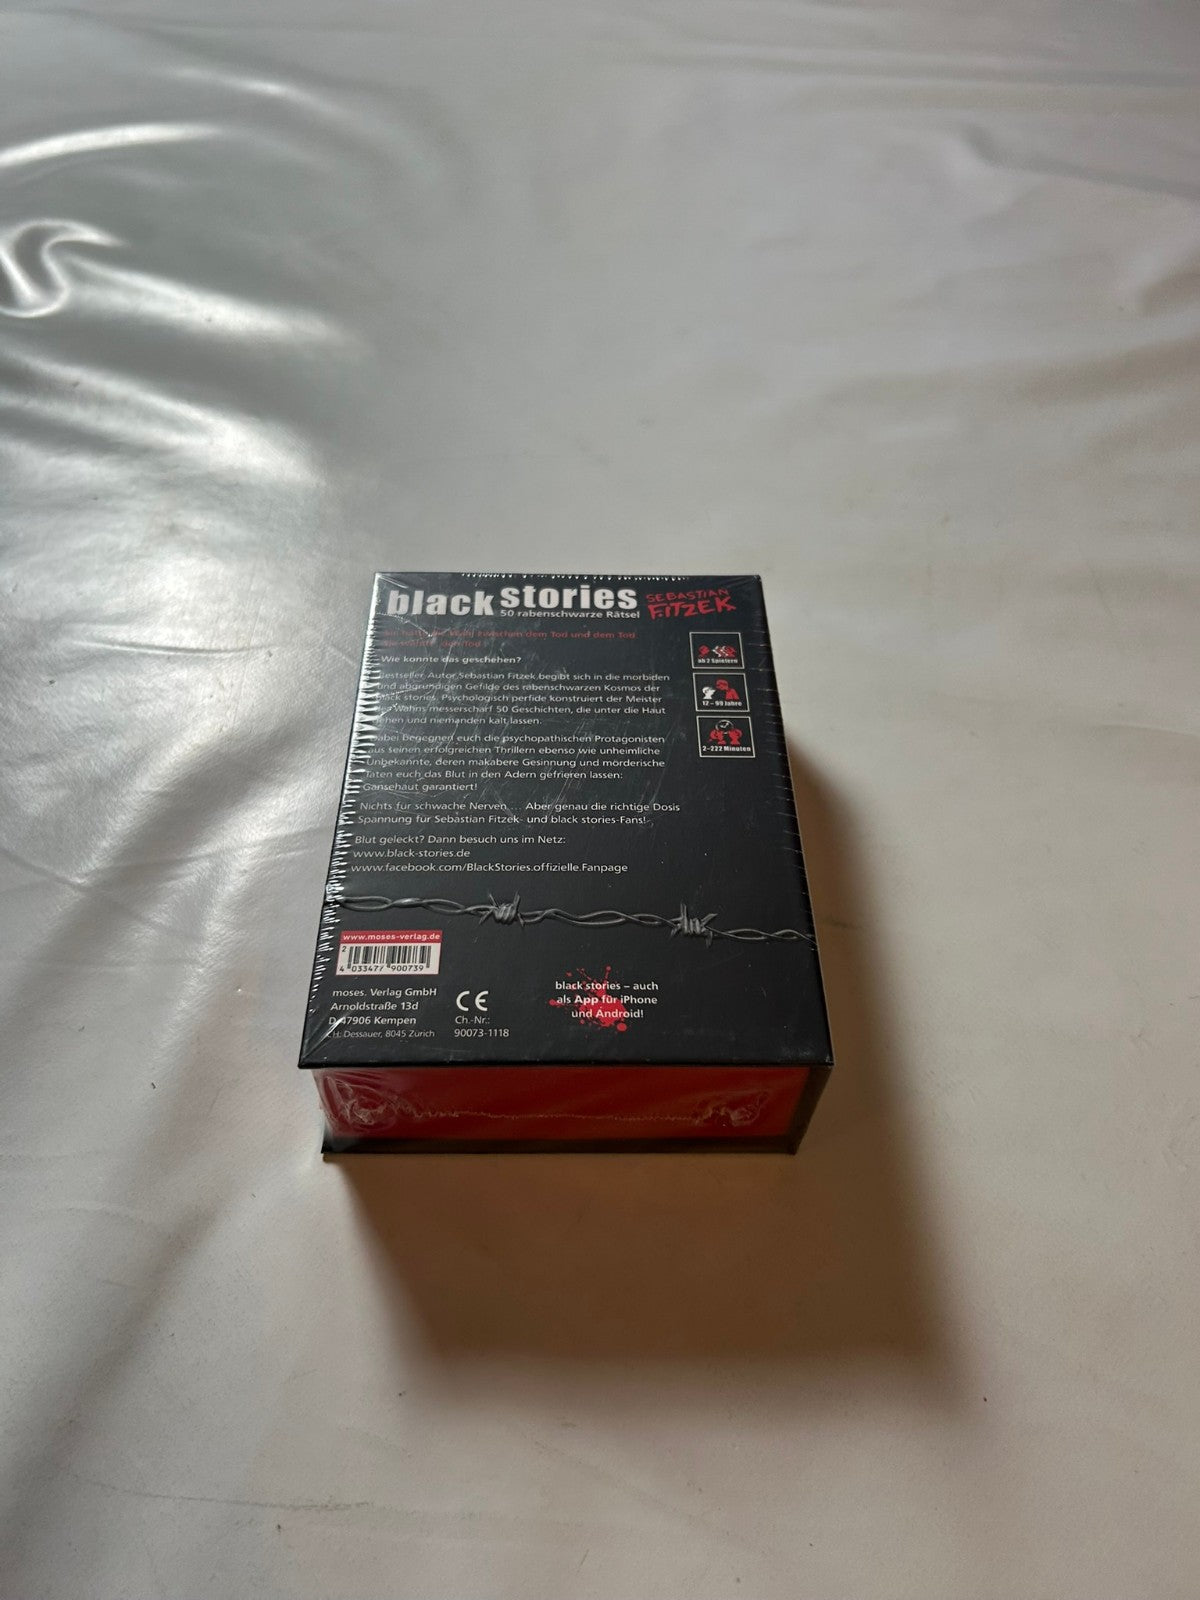 black stories
50 rabenschwarze Rätsel
SEBASTIAN
FITZEK
zwischen dem Tod und dem Tod
ab 2 Spielern
12 – 99 Jahre
2–222 Minuten
Wie konnte das geschehen?
Bestseller Autor Sebastian Fitzek begibt sich in die morbiden
und abgründigen Gefilde des rabenschwarzen Kosmos der
black stories. Psychologisch perfide konstruiert der Meister
des Wahns messerscharf 50 Geschichten, die unter die Haut
gehen und niemanden kalt lassen.
Dabei begegnen euch die psychopathischen Protagonisten
aus seinen erfolgreichen Thrillern ebenso wie unheimliche
Unbekannte, deren makabere Gesinnung und mörderische
Taten euch das Blut in den Adern gefrieren lassen:
Gänsehaut garantiert!
Nichts für schwache Nerven ... Aber genau die richtige Dosis
Spannung für Sebastian Fitzek- und black stories-Fans!
Blut geleckt? Dann besuch uns im Netz:
www.black-stories.de
www.facebook.com/BlackStories.offizielle.Fanpage
www.moses-verlag.de
2
4 033477 900739
moses. Verlag GmbH
Arnoldstraße 13d
D-47906 Kempen
CH: Dessauer, 8045 Zürich
CE
Ch.-Nr.:
90073-1118
black stories – auch
als App für iPhone
und Android!